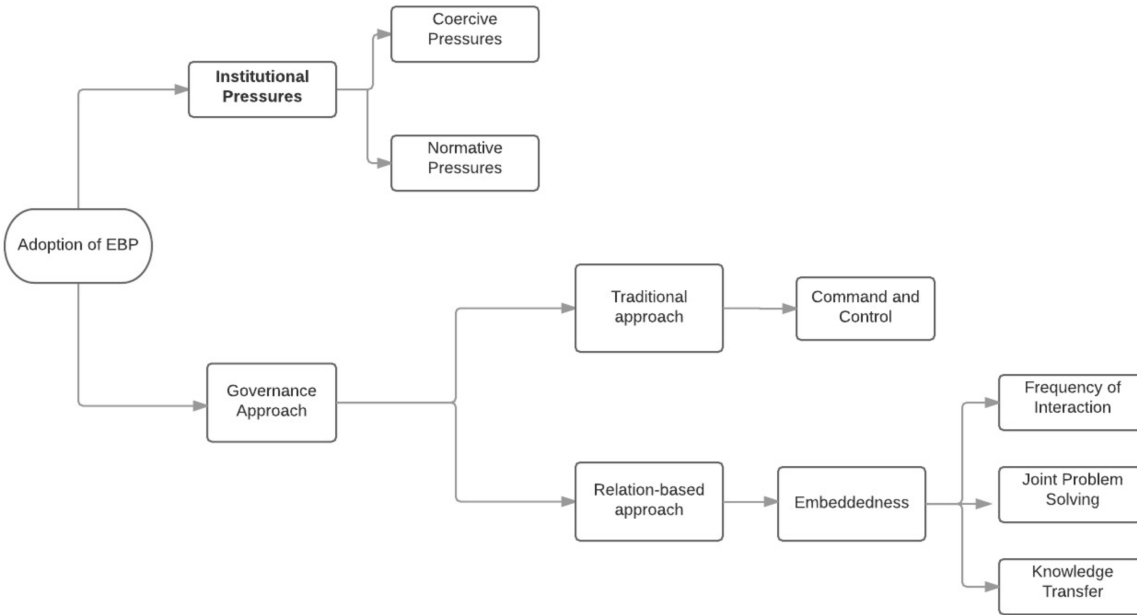 Coercive
Pressures
Institutional
Pressures
Normative
Pressures
Adoption of EBP
Traditional
approach
Command and
Control
Governance
Approach
Frequency of
Interaction
Relation-based
approach
Embeddedness
Joint Problem
Solving
Knowledge
Transfer